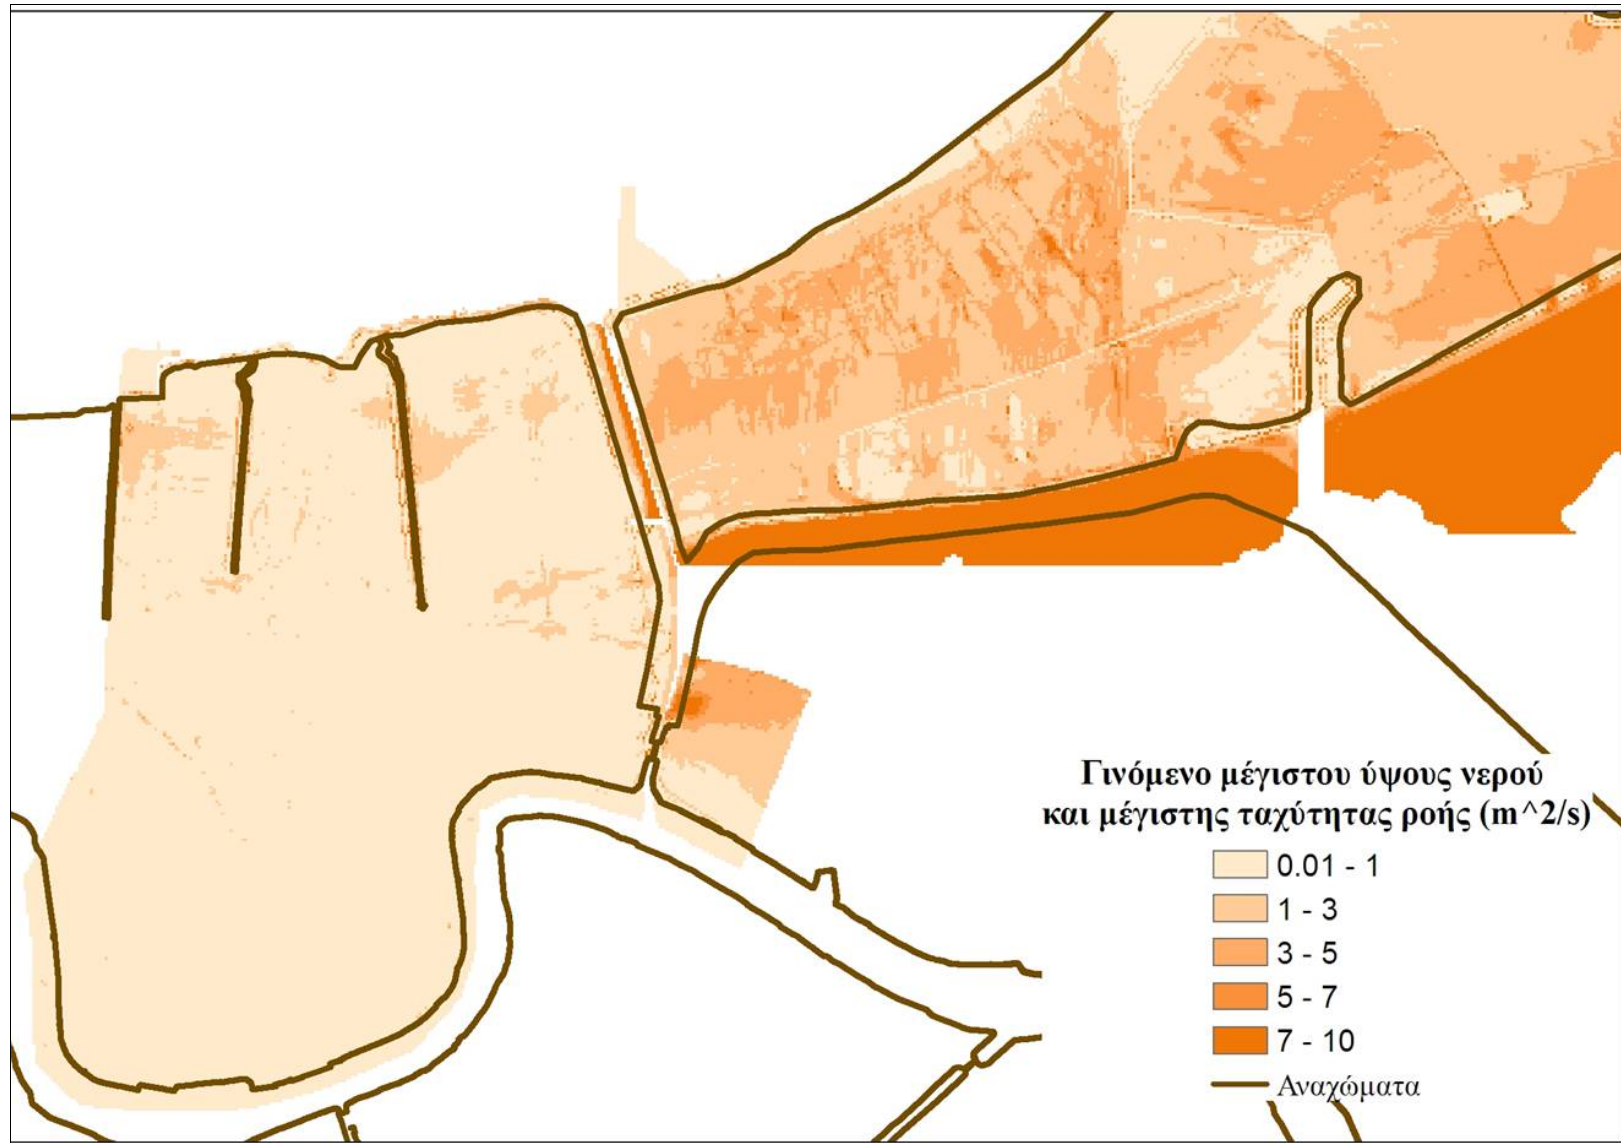 Γινόμενο μέγιστου ύψους νερού
και μέγιστης ταχύτητας ροής (m^2/s)
0.01 - 1
1 - 3
3 - 5
5 - 7
7 - 10
Αναχώματα